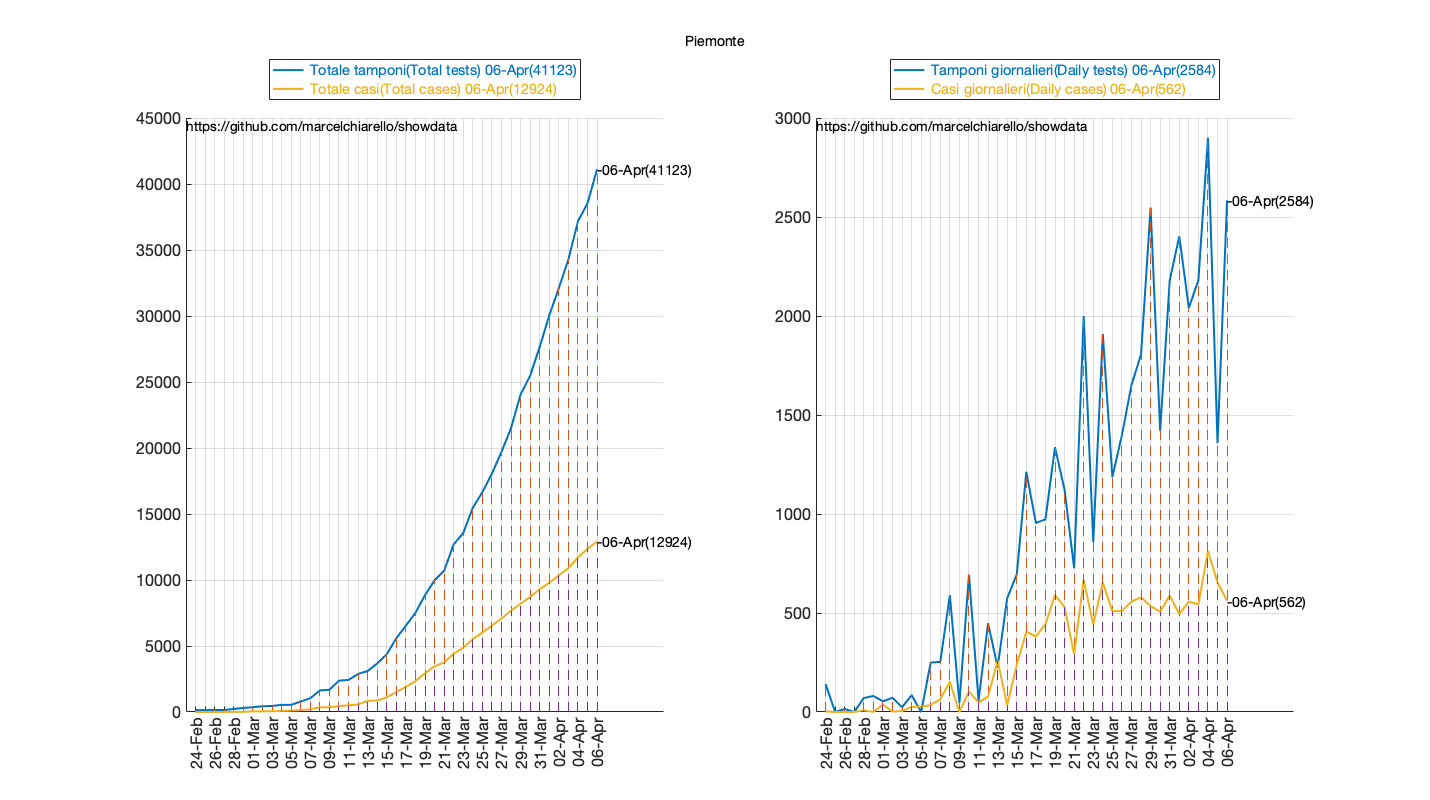 Piemonte
Totale tamponi(Total tests) 06-Apr(41123)
Totale casi(Total cases) 06-Apr(12924)
45000
https://github.com/marcelchiarello/showdata
40000
35000
30000
25000
20000
15000
10000
5000
0
06-Apr(41123)
06-Apr(12924)
24-Feb
26-Feb
28-Feb
01-Mar
03-Mar
05-Mar
07-Mar
09-Mar
11-Mar
13-Mar
15-Mar
17-Mar
19-Mar
21-Mar
23-Mar
25-Mar
27-Mar
29-Mar
31-Mar
02-Apr
04-Apr
06-Apr
Tamponi giornalieri(Daily tests) 06-Apr(2584)
Casi giornalieri(Daily cases) 06-Apr(562)
3000
https://github.com/marcelchiarello/showdata
2500
2000
1500
1000
500
0
06-Apr(2584)
06-Apr(562)
24-Feb
26-Feb
28-Feb
01-Mar
03-Mar
05-Mar
07-Mar
09-Mar
11-Mar
13-Mar
15-Mar
17-Mar
19-Mar
21-Mar
23-Mar
25-Mar
27-Mar
29-Mar
31-Mar
02-Apr
04-Apr
06-Apr